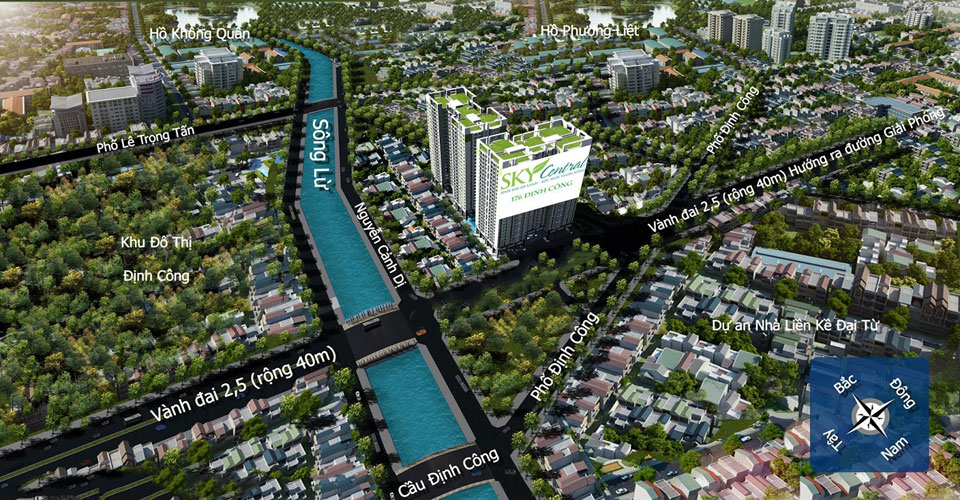 Hồ Không Quân
Hồ Phương Liệt
Phố Lê Trọng Tấn
Sông Lừ
Phố Định Công
SKY Central
176 ĐỊNH CÔNG
Vành đai 2,5 (rộng 40m) Hướng ra đường Giải Phóng
Nguyễn Cảnh Dị
Khu Đô Thị
Định Công
Phố Định Công
Dự an Nhà Liền Kề Đại Từ
Vành đai 2,5 (rộng 40m)
Cầu Định Công
Bắc
Đông
Tây
Nam